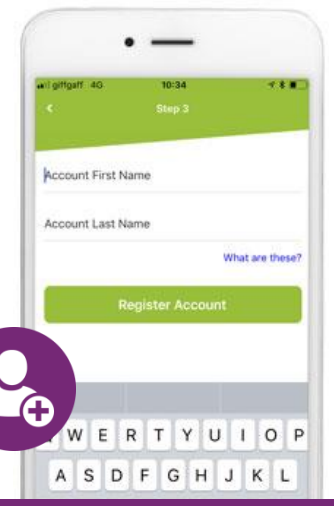 giffgaff 4G 10:34
Step 3
Account First Name
Account Last Name
What are these?
Register Account
W E R T Y U I O P
A S D F G H J K L